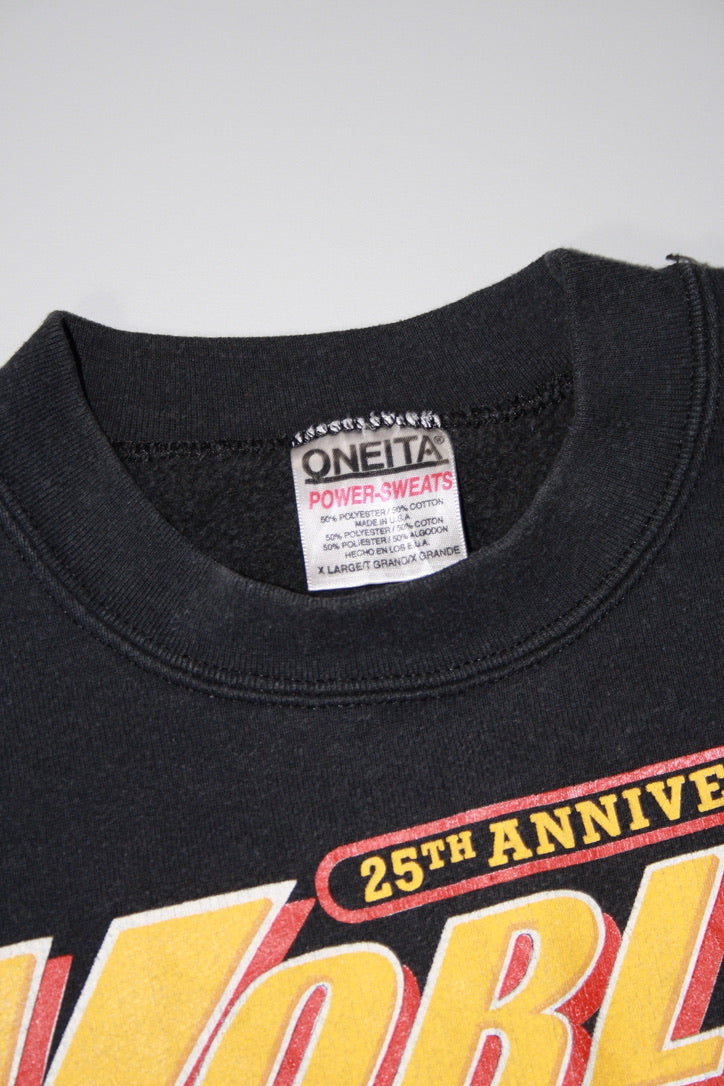 ONEITA®
POWER-SWEATS
50% POLYESTER / 50% COTTON
MADE IN U.S.A.
50% POLYESTER / 50% COTON
50% POLIESTER / 50% ALGODON
HECHO EN LOS E.U.A.
X LARGE/T GRAND/X GRANDE
25TH ANNIVE
WORL